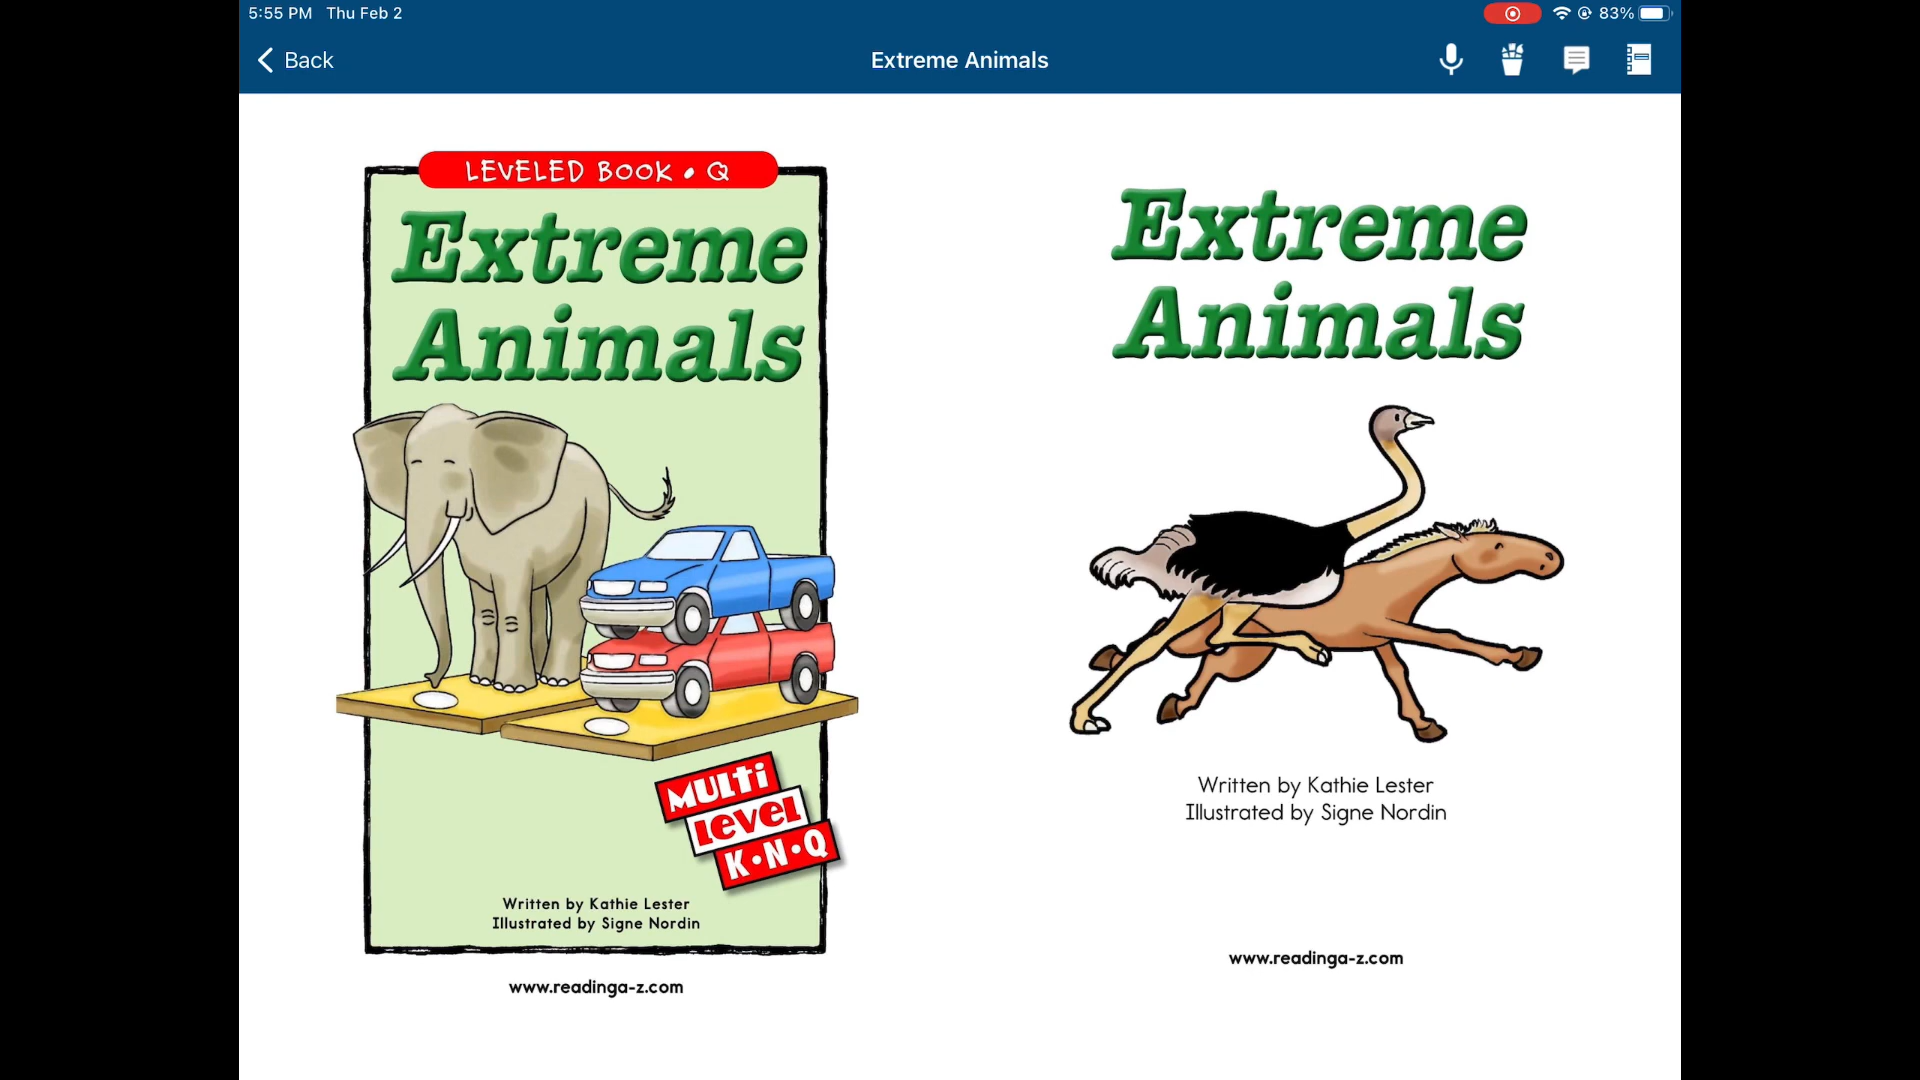 5:55 PM Thu Feb 2
83%
Back
Extreme Animals
LEVELED BOOK • Q
Extreme
Animals
MULti
level
K•N•Q
Written by Kathie Lester
Illustrated by Signe Nordin
www.readinga-z.com
Extreme
Animals
Written by Kathie Lester
Illustrated by Signe Nordin
www.readinga-z.com